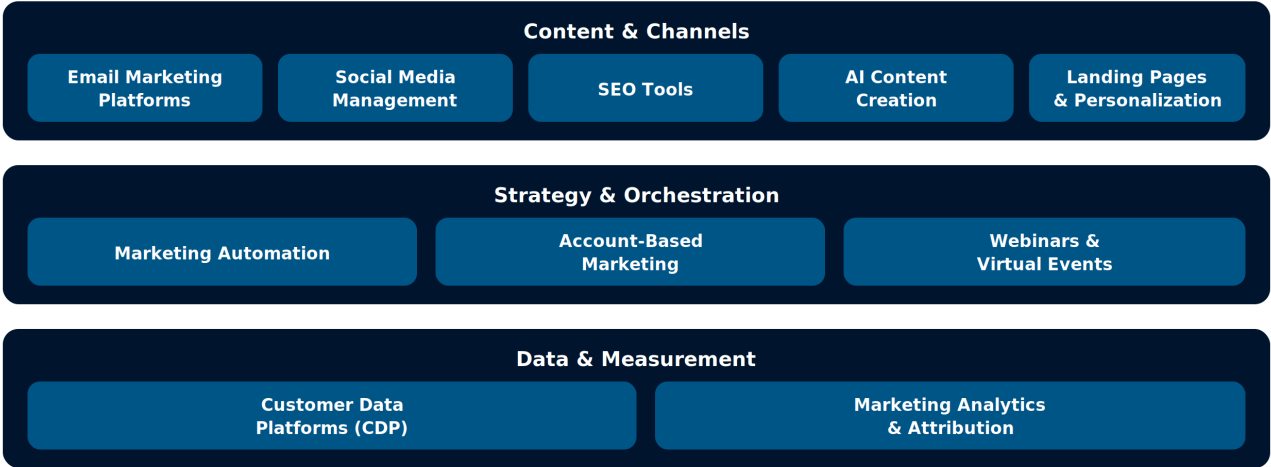 Content & Channels
Email Marketing
Platforms
Social Media
Management
SEO Tools
AI Content
Creation
Landing Pages
& Personalization
Strategy & Orchestration
Marketing Automation
Account-Based
Marketing
Webinars &
Virtual Events
Data & Measurement
Customer Data
Platforms (CDP)
Marketing Analytics
& Attribution